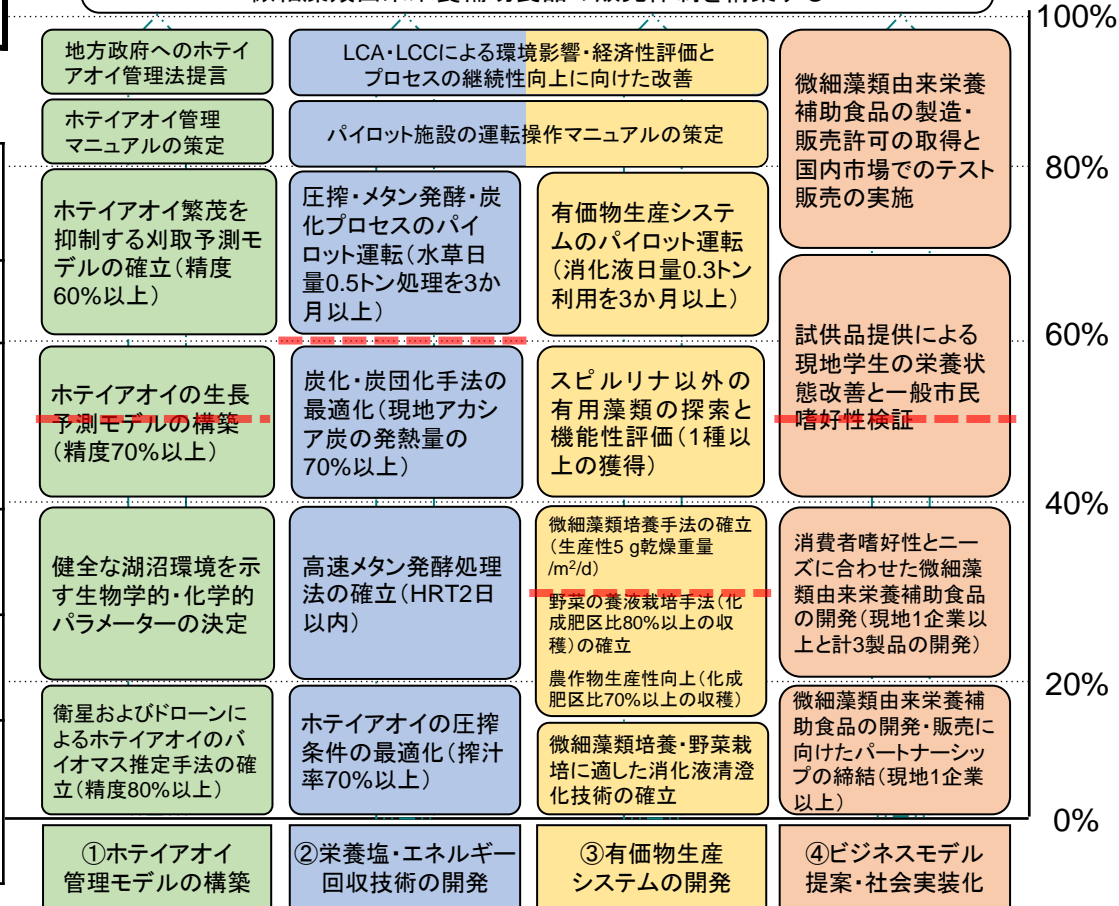 100%
地方政府へのホテイ
アオイ管理法提言
LCA・LCCによる環境影響・経済性評価と
プロセスの継続性向上に向けた改善
微細藻類由来栄養
補助食品の製造・
販売許可の取得と
国内市場でのテスト
販売の実施
ホテイアオイ管理
マニュアルの策定
パイロット施設の運転操作マニュアルの策定
80%
ホテイアオイ繁茂を
抑制する刈取予測モ
デルの確立(精度
60%以上)
圧搾・メタン発酵・炭
化プロセスのパイ
ロット運転(水草日
量0.5トン処理を3か
月以上)
有価物生産システ
ムのパイロット運転
(消化液日量0.3トン
利用を3か月以上)
60%
試供品提供による
現地学生の栄養状
態改善と一般市民
嗜好性検証
ホテイアオイの生長
予測モデルの構築
(精度70%以上)
炭化・炭団化手法の
最適化(現地アカシ
ア炭の発熱量の
70%以上)
スピルリナ以外の
有用藻類の探索と
機能性評価(1種以
上の獲得)
40%
健全な湖沼環境を示
す生物学的・化学的
パラメーターの決定
高速メタン発酵処理
法の確立(HRT2日
以内)
微細藻類培養手法の確立
(生産性5 g乾燥重量
/m²/d)
野菜の養液栽培手法(化
成肥区比80%以上の収
穫)の確立
農作物生産性向上(化成
肥区比70%以上の収穫)
消費者嗜好性とニー
ズに合わせた微細藻
類由来栄養補助食品
の開発(現地1企業以
上と計3製品の開発)
20%
衛星およびドローンに
よるホテイアオイのバ
イオマス推定手法の確
立(精度80%以上)
ホテイアオイの圧搾
条件の最適化(搾汁
率70%以上)
微細藻類培養・野菜栽
培に適した消化液清澄
化技術の確立
微細藻類由来栄養補
助食品の開発・販売に
向けたパートナーシッ
プの締結(現地1企業
以上)
0%
①ホテイアオイ
管理モデルの構築
②栄養塩・エネルギー
回収技術の開発
③有価物生産
システムの開発
④ビジネスモデル
提案・社会実装化